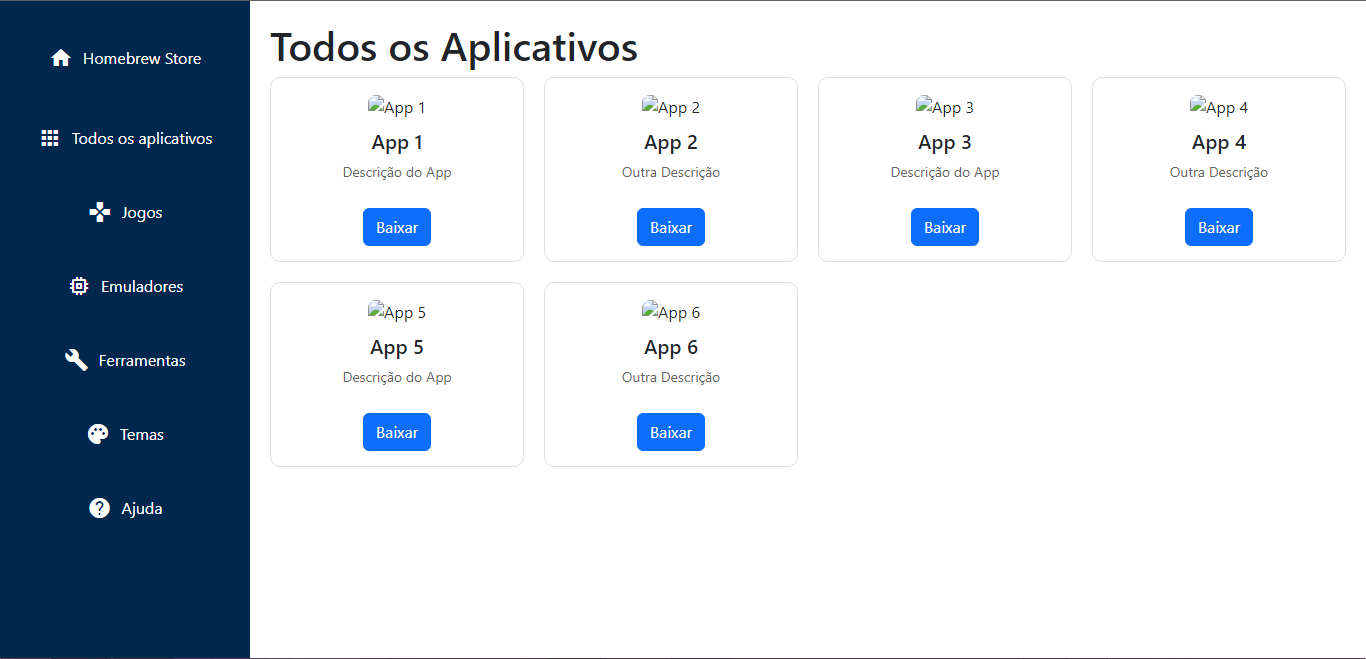 Homebrew Store
Todos os aplicativos
Jogos
Emuladores
Ferramentas
Temas
Ajuda
Todos os Aplicativos
App 1
App 1
Descrição do App
Baixar
App 2
App 2
Outra Descrição
Baixar
App 3
App 3
Descrição do App
Baixar
App 4
App 4
Outra Descrição
Baixar
App 5
App 5
Descrição do App
Baixar
App 6
App 6
Outra Descrição
Baixar